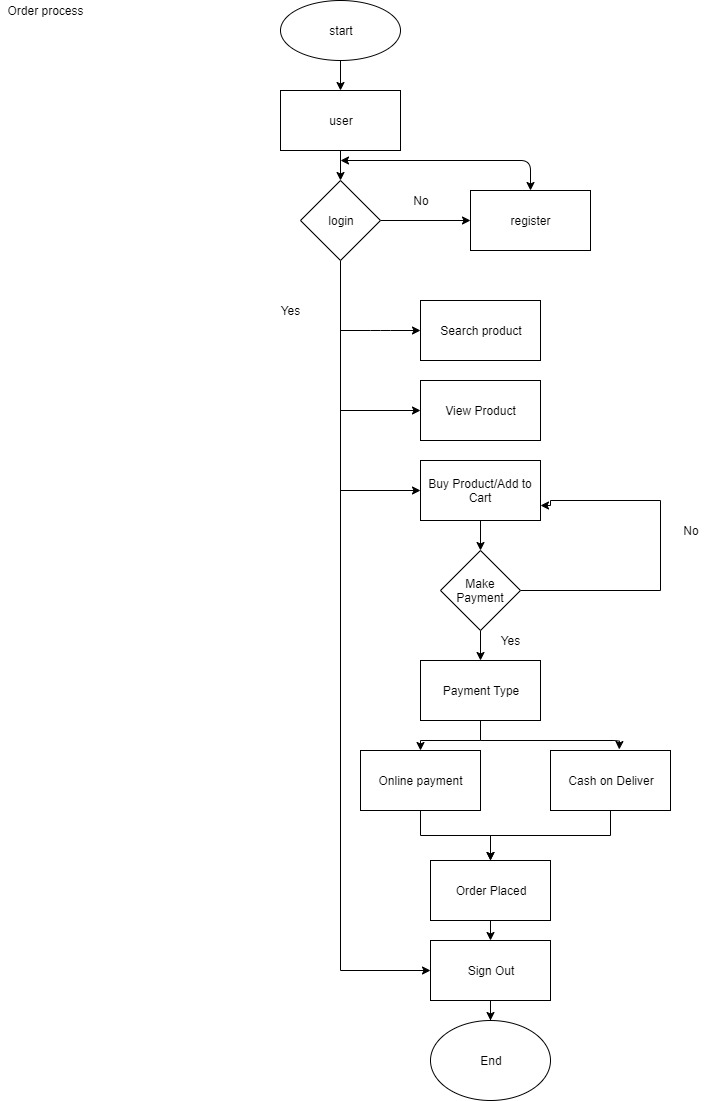 Order process
start
user
login
No
register
Yes
Search product
View Product
Buy Product/Add to
Cart
No
Make
Payment
Yes
Payment Type
Online payment
Cash on Deliver
Order Placed
Sign Out
End